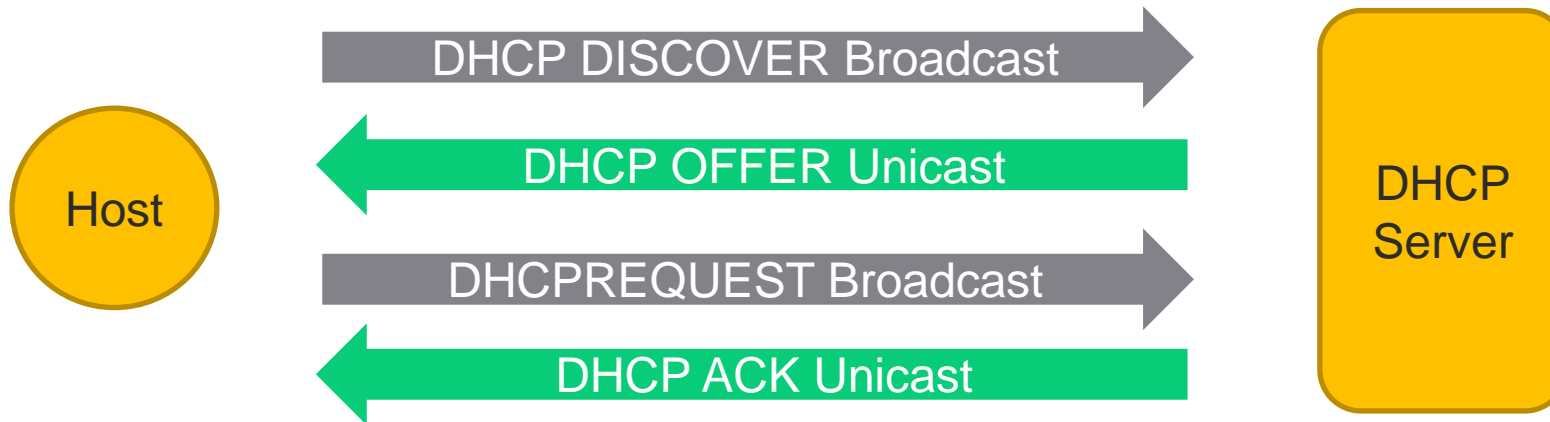 DHCP DISCOVER Broadcast
DHCP OFFER Unicast
Host
DHCP
Server
DHCPREQUEST Broadcast
DHCP ACK Unicast